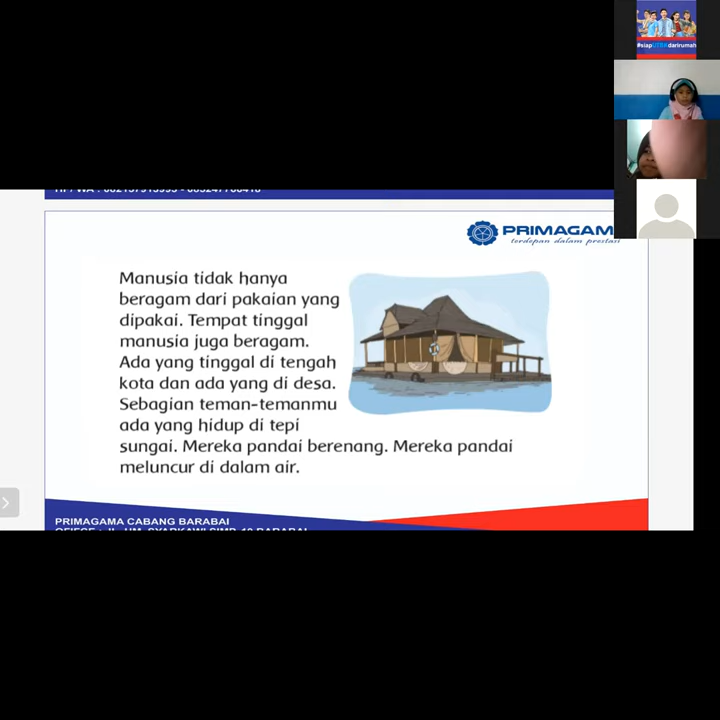 #siapUTBKdarirumah
PRIMAGAM
terdepan dalam prestasi
Manusia tidak hanya
beragam dari pakaian yang
dipakai. Tempat tinggal
manusia juga beragam.
Ada yang tinggal di tengah
kota dan ada yang di desa.
Sebagian teman-temanmu
ada yang hidup di tepi
sungai. Mereka pandai berenang. Mereka pandai
meluncur di dalam air.
PRIMAGAMA CABANG BARABAI